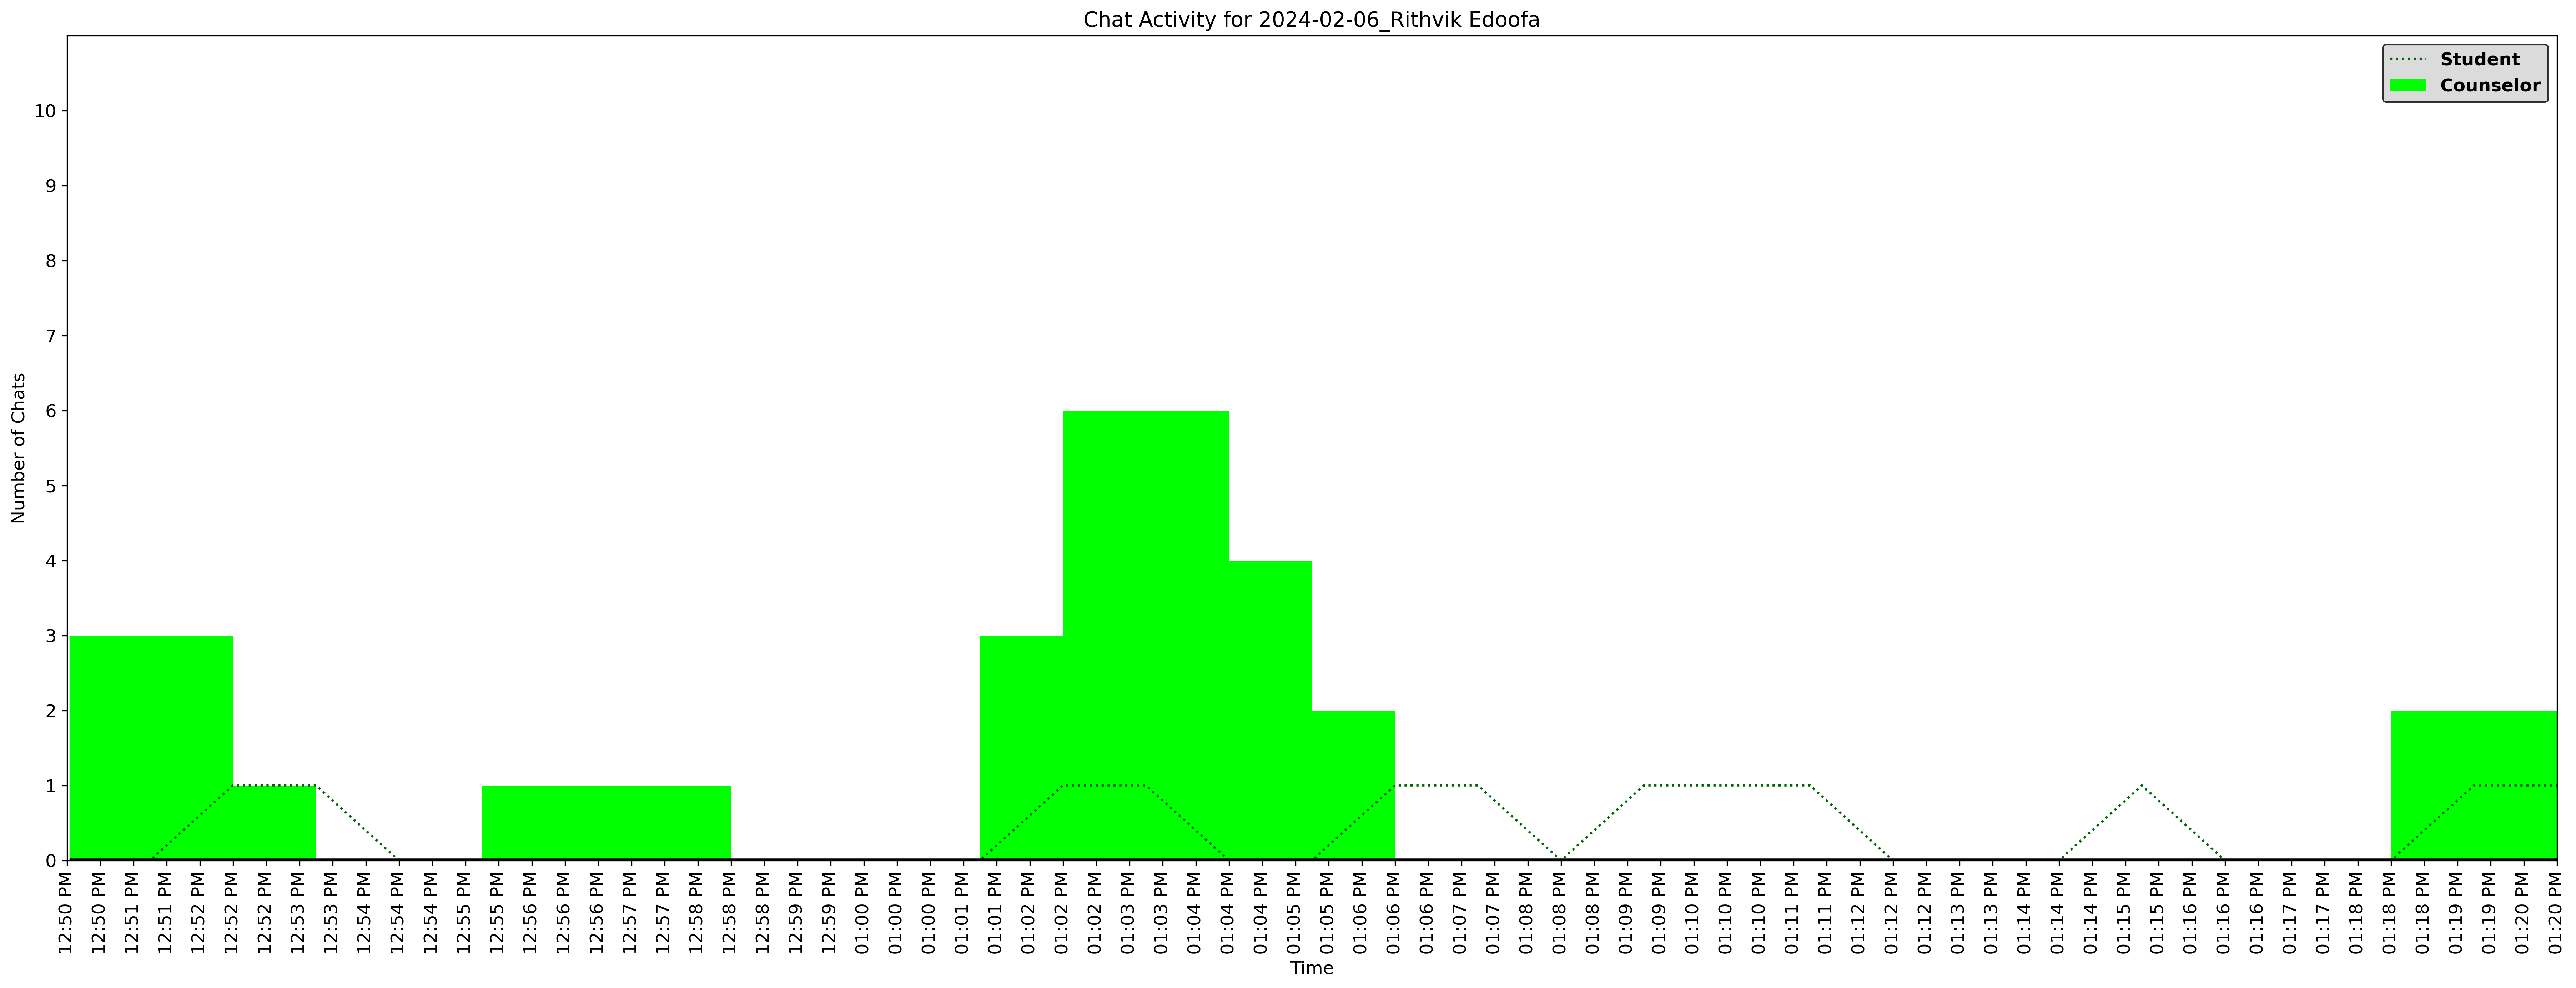 Chat Activity for 2024-02-06_Rithvik Edoofa
Student
Counselor
Number of Chats
10
9
8
7
6
5
4
3
2
1
0
12:50 PM
12:50 PM
12:51 PM
12:51 PM
12:52 PM
12:52 PM
12:52 PM
12:53 PM
12:53 PM
12:54 PM
12:54 PM
12:54 PM
12:55 PM
12:55 PM
12:56 PM
12:56 PM
12:56 PM
12:57 PM
12:57 PM
12:58 PM
12:58 PM
12:58 PM
12:59 PM
12:59 PM
01:00 PM
01:00 PM
01:00 PM
01:01 PM
01:01 PM
01:02 PM
01:02 PM
01:02 PM
01:03 PM
01:03 PM
01:04 PM
01:04 PM
01:04 PM
01:05 PM
01:05 PM
01:06 PM
01:06 PM
01:06 PM
01:07 PM
01:07 PM
01:08 PM
01:08 PM
01:08 PM
01:09 PM
01:09 PM
01:10 PM
01:10 PM
01:10 PM
01:11 PM
01:11 PM
01:12 PM
01:12 PM
01:12 PM
01:13 PM
01:13 PM
01:14 PM
01:14 PM
01:14 PM
01:15 PM
01:15 PM
01:16 PM
01:16 PM
01:16 PM
01:17 PM
01:17 PM
01:18 PM
01:18 PM
01:18 PM
01:19 PM
01:19 PM
01:20 PM
01:20 PM
Time